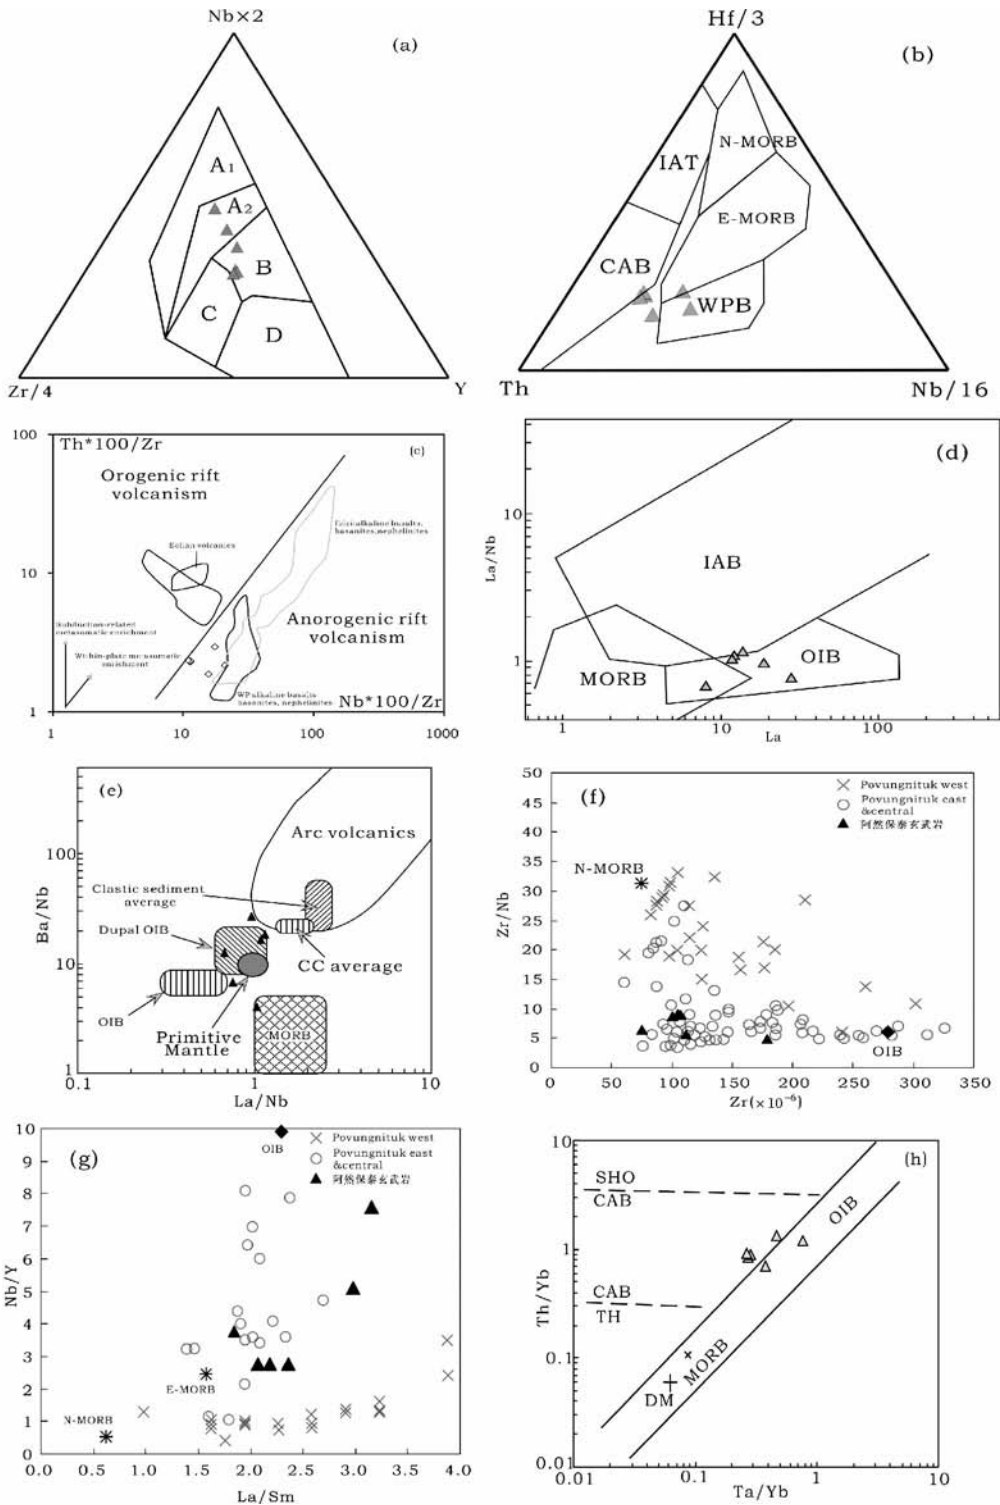 Nb×2
(a)
A1
A2
B
C
D
Zr/4
Y
Hf/3
(b)
IAT
N-MORB
E-MORB
CAB
WPB
Th
Nb/16
100
Th*100/Zr
(c)
Orogenic rift
volcanism
Eolian volcanics
10
Subduction-related
metasomatic enrichment
Within-plate metasomatic
enrichment
Anorogenic rift
volcanism
WP alkaline basalts
basanites, nephelinites
Nb*100/Zr
1
1
10
100
1000
(d)
10
La/Nb
IAB
1
MORB
OIB
1
10
100
La
(e)
Arc volcanics
100
Clastic sediment
average
Ba/Nb
Dupal OIB
CC average
10
OIB
Primitive
Mantle
MORB
1
0.1
1
10
La/Nb
50
(f)
Povungnituk west
45
Povungnituk east
&central
40
阿然保泰玄武岩
35
N-MORB
30
Zr/Nb
25
20
15
10
5
OIB
0
0
50
100
150
200
250
300
350
Zr(×10-6)
10
(g)
OIB
Povungnituk west
9
Povungnituk east
&central
8
阿然保泰玄武岩
7
6
Nb/Y
5
4
3
E-MORB
2
N-MORB
1
0
0.0
0.5
1.0
1.5
2.0
2.5
3.0
3.5
4.0
La/Sm
10
(h)
SHO
CAB
OIB
1
Th/Yb
CAB
TH
MORB
0.1
DM
0.01
0.01
0.1
1
10
Ta/Yb